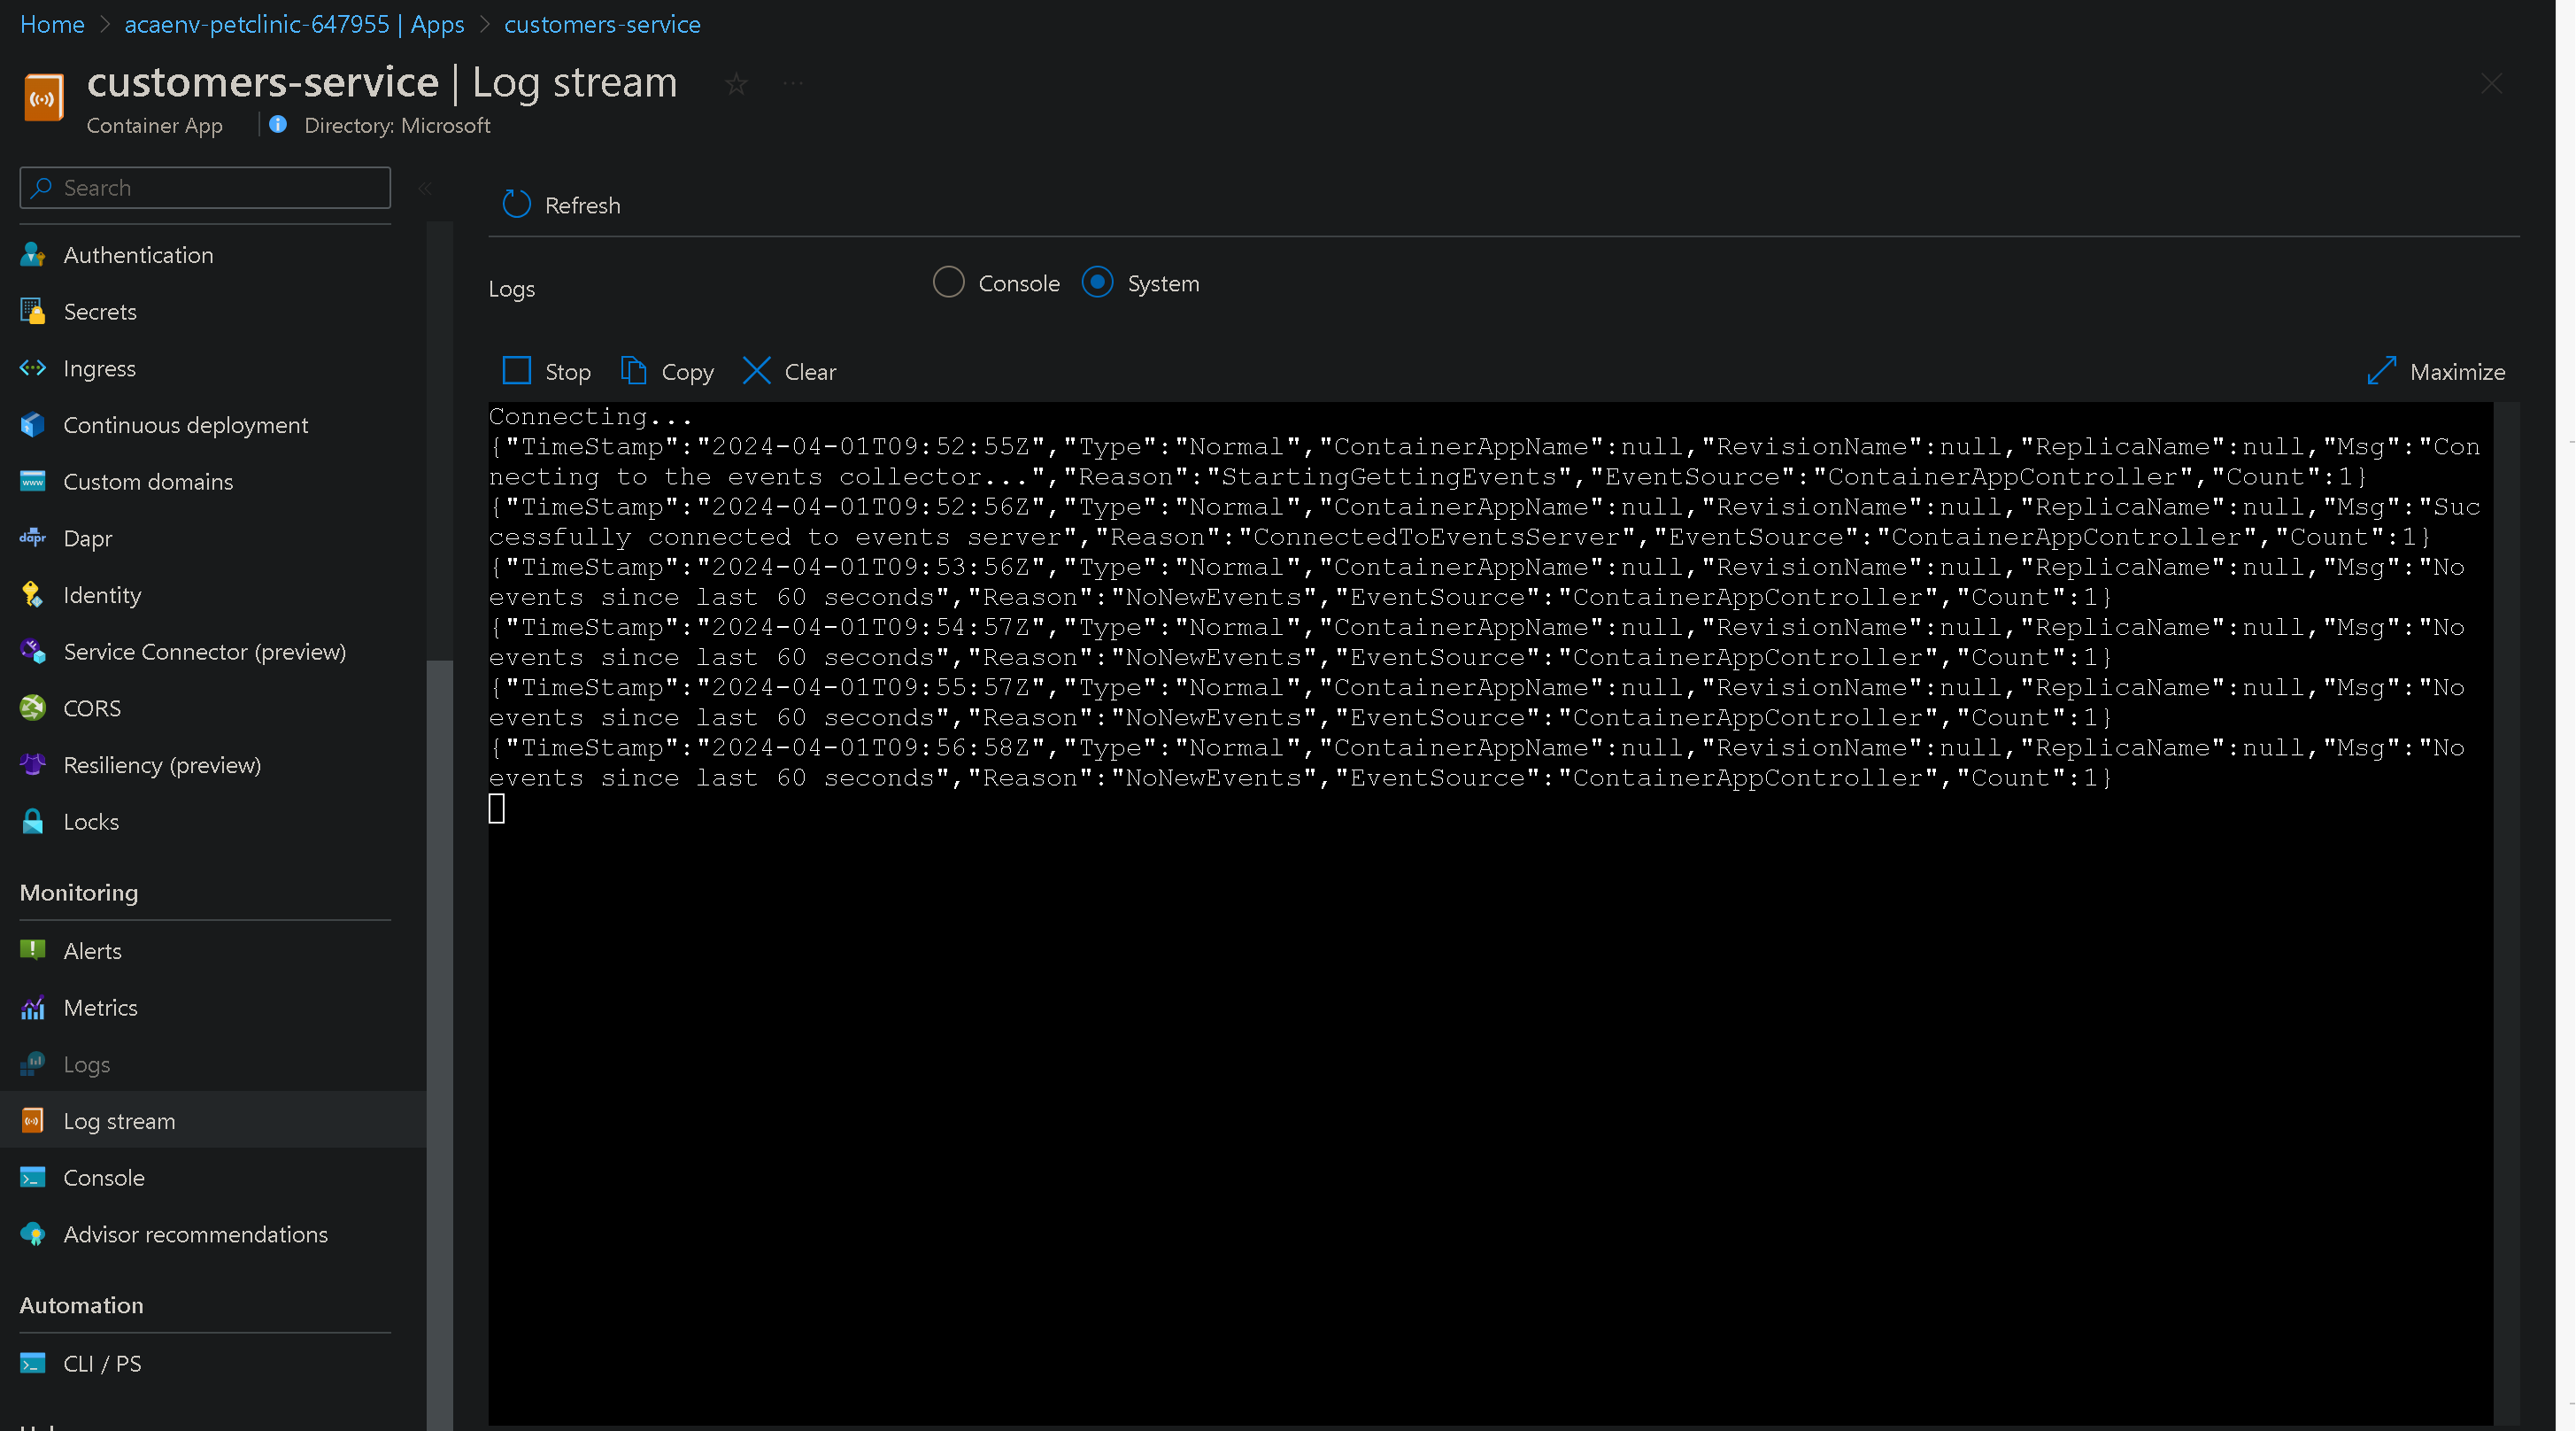 Home > acaenv-petclinic-647955 | Apps > customers-service
customers-service | Log stream
Container App
Directory: Microsoft
Search
Authentication
Secrets
Ingress
Continuous deployment
www
Custom domains
dapr
Dapr
Identity
Service Connector (preview)
CORS
Resiliency (preview)
Locks
Monitoring
Alerts
Metrics
Logs
Log stream
Console
Advisor recommendations
Automation
CLI / PS
Refresh
Logs
Console
System
Stop
Copy
Clear
Maximize
Connecting...
{"TimeStamp":"2024-04-01T09:52:55Z","Type":"Normal","ContainerAppName":null,"RevisionName":null,"ReplicaName":null,"Msg":"Con
necting to the events collector...","Reason":"StartingGettingEvents","EventSource":"ContainerAppController","Count":1}
{"TimeStamp":"2024-04-01T09:52:56Z","Type":"Normal","ContainerAppName":null,"RevisionName":null,"ReplicaName":null,"Msg":"Suc
cessfully connected to events server","Reason":"ConnectedToEventsServer","EventSource":"ContainerAppController","Count":1}
{"TimeStamp":"2024-04-01T09:53:56Z","Type":"Normal","ContainerAppName":null,"RevisionName":null,"ReplicaName":null,"Msg":"No
events since last 60 seconds","Reason":"NoNewEvents","EventSource":"ContainerAppController","Count":1}
{"TimeStamp":"2024-04-01T09:54:57Z","Type":"Normal","ContainerAppName":null,"RevisionName":null,"ReplicaName":null,"Msg":"No
events since last 60 seconds","Reason":"NoNewEvents","EventSource":"ContainerAppController","Count":1}
{"TimeStamp":"2024-04-01T09:55:57Z","Type":"Normal","ContainerAppName":null,"RevisionName":null,"ReplicaName":null,"Msg":"No
events since last 60 seconds","Reason":"NoNewEvents","EventSource":"ContainerAppController","Count":1}
{"TimeStamp":"2024-04-01T09:56:58Z","Type":"Normal","ContainerAppName":null,"RevisionName":null,"ReplicaName":null,"Msg":"No
events since last 60 seconds","Reason":"NoNewEvents","EventSource":"ContainerAppController","Count":1}